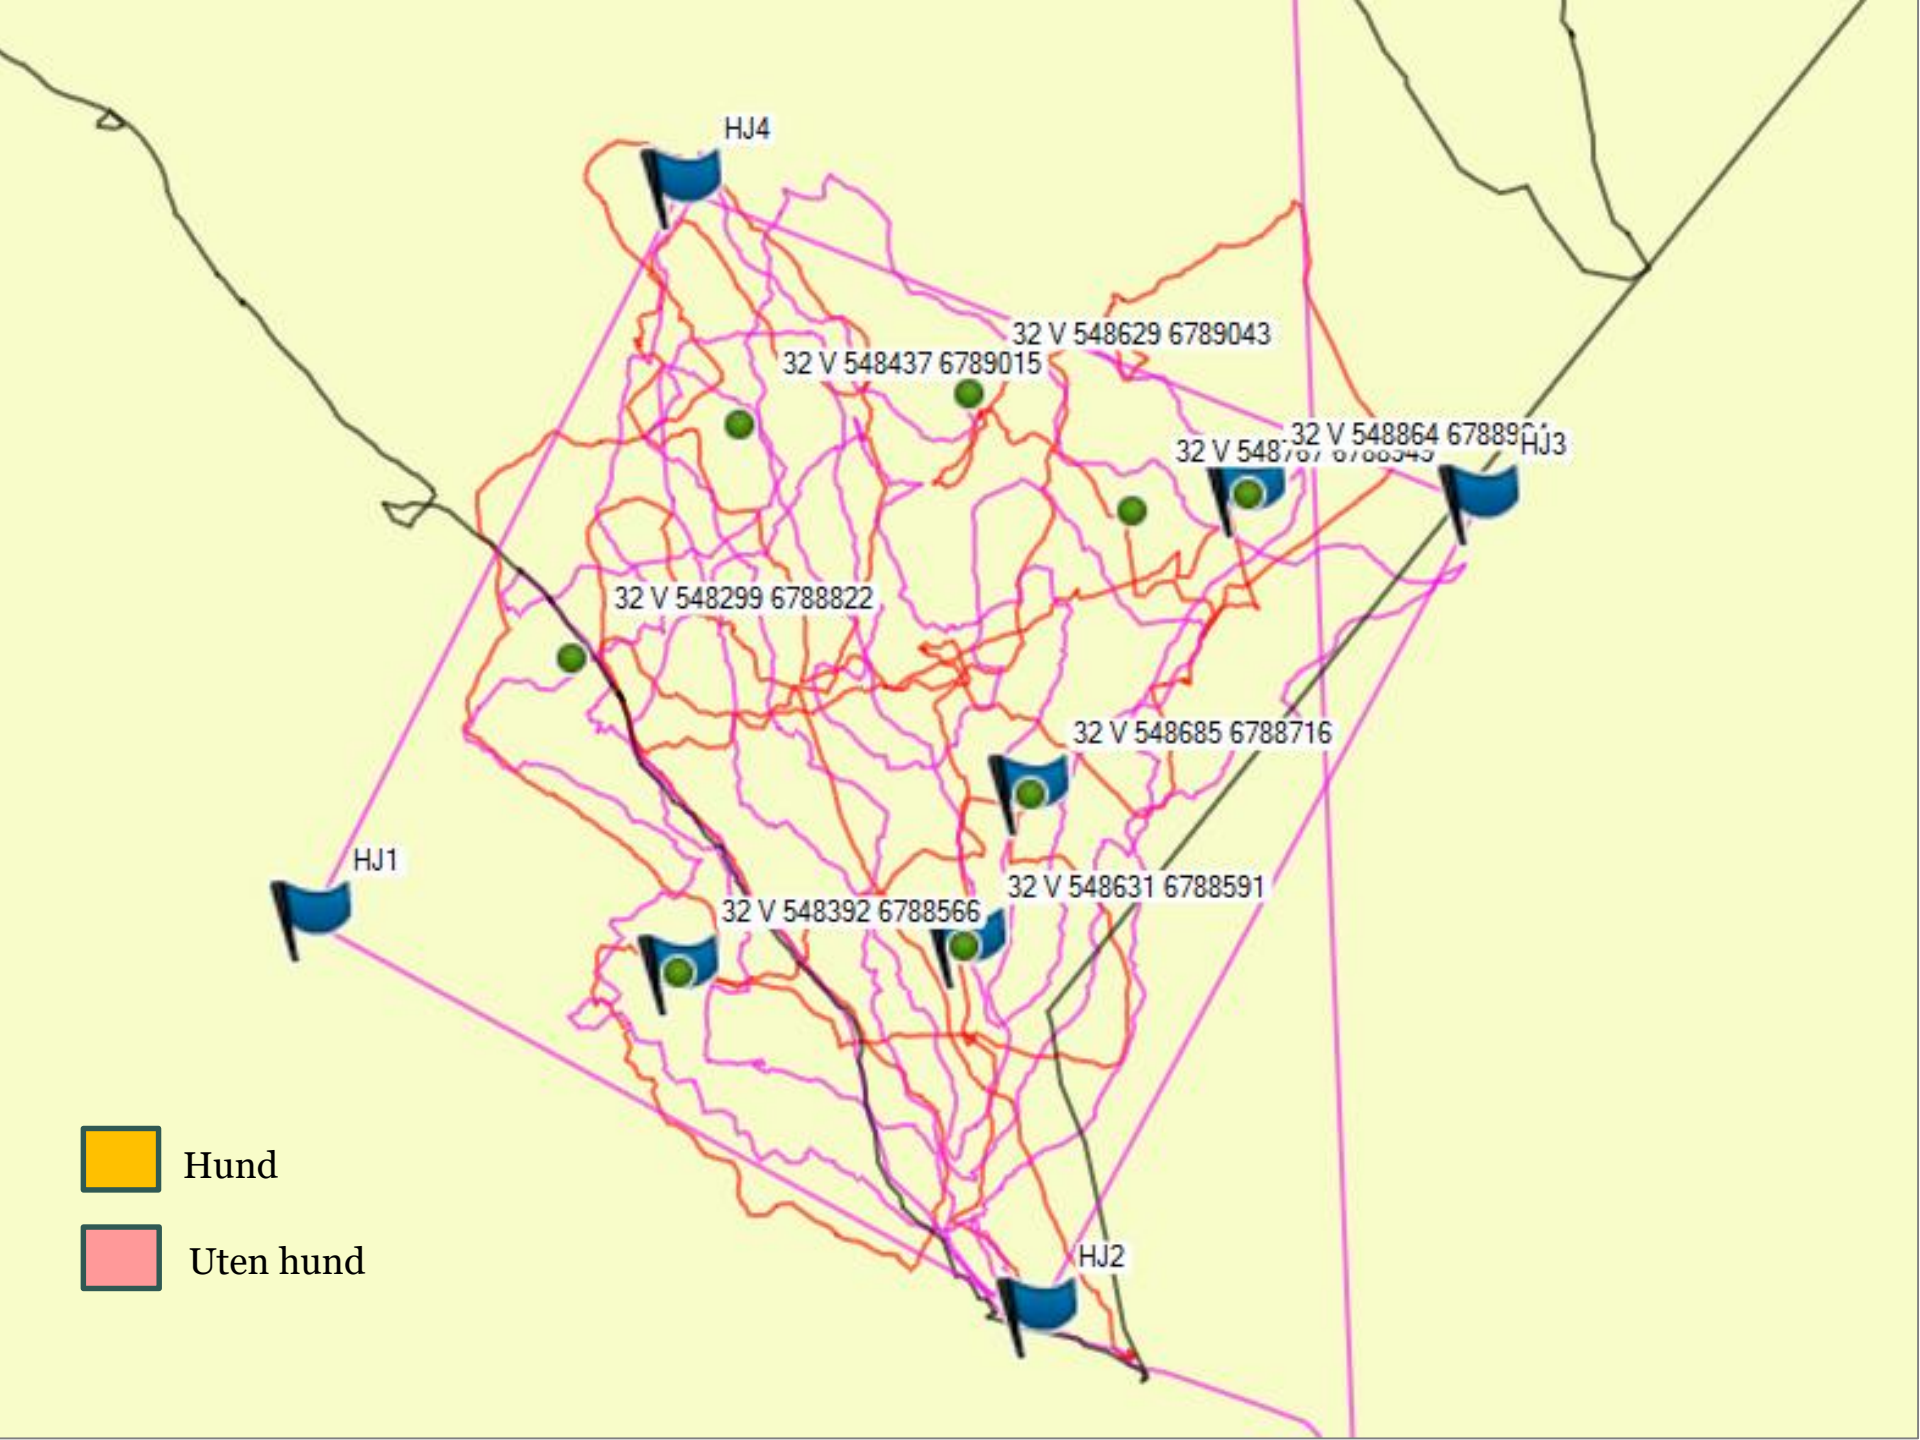 HJ4
32 V 548629 6789043
32 V 548437 6789015
32 V 548864
HJ3
32 V
32 V 548299 6788822
32 V 548685 6788716
HJ1
32 V 548631 6788591
32 V 548392 6788566
Hund
Uten hund
HJ2